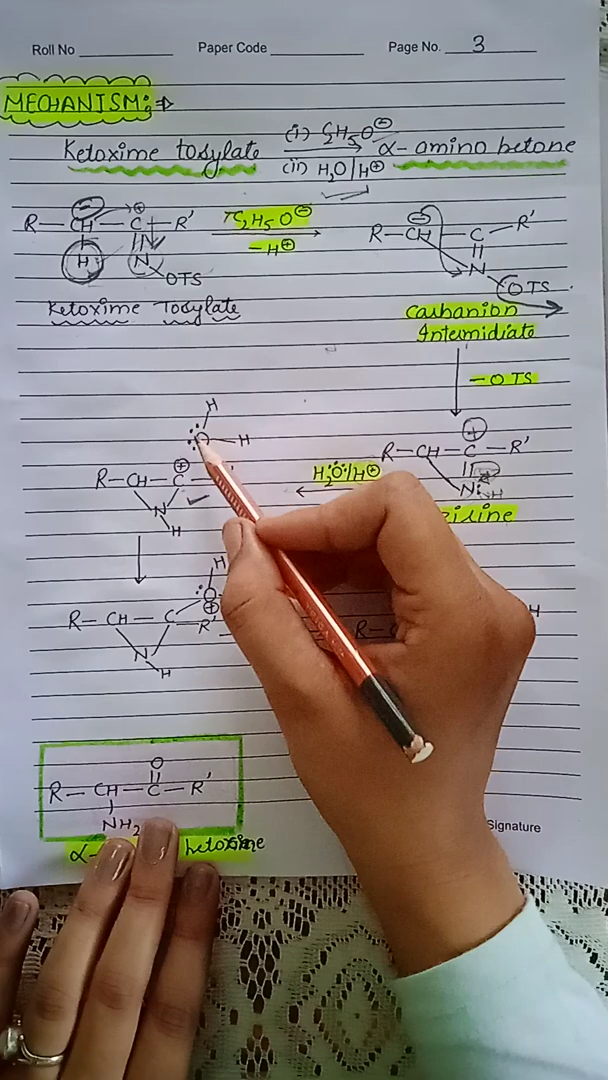 Roll No Paper Code Page No. 3
MECHANISM:⇒
Ketoxime tosylate (i) C2H5O⊖ (ii) H2O/H⊕ α-amino ketone
R—CH—C—R' C2H5O⊖ R—CH—C—R'
H N -H⊕ N
OTS OTS
Ketoxime Tosylate Carbanion
Intermidiate
-OTS
H
O—H R—CH—C—R'
R—CH—C H2O/H⊕ N: H
N
H
H
O
R—CH—C—R' R—
N H
H
O
R—CH—C—R'
NH2
Signature
α-